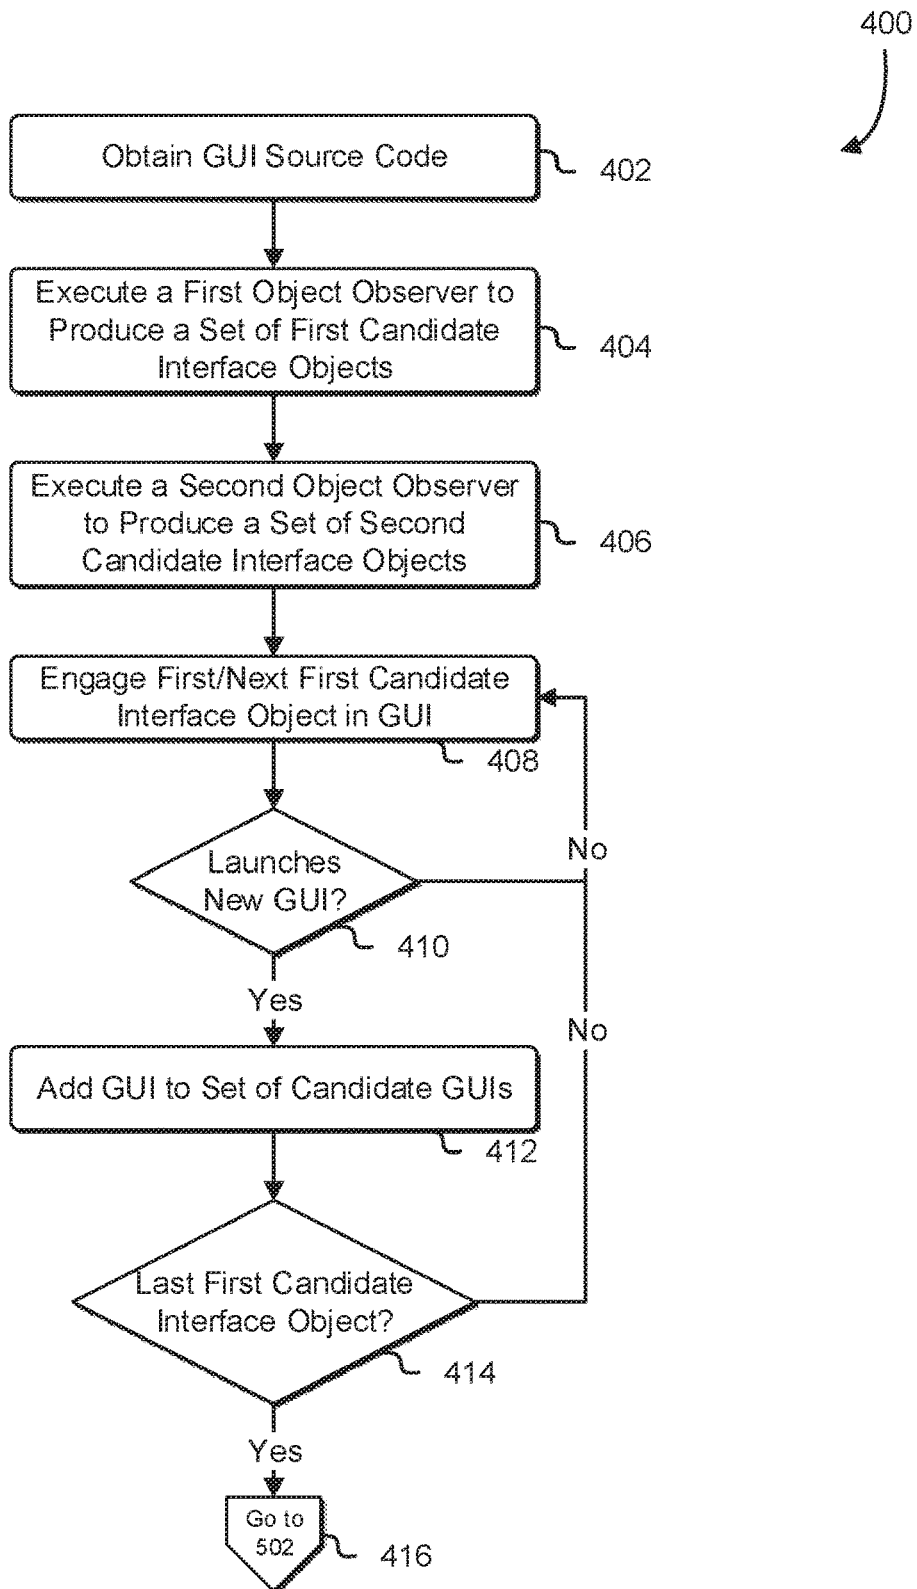 400
Obtain GUI Source Code
402
Execute a First Object Observer to
Produce a Set of First Candidate
Interface Objects
404
Execute a Second Object Observer
to Produce a Set of Second
Candidate Interface Objects
406
Engage First/Next First Candidate
Interface Object in GUI
408
Launches
New GUI?
No
410
Yes
No
Add GUI to Set of Candidate GUIs
412
Last First Candidate
Interface Object?
414
Yes
Go to
502
416